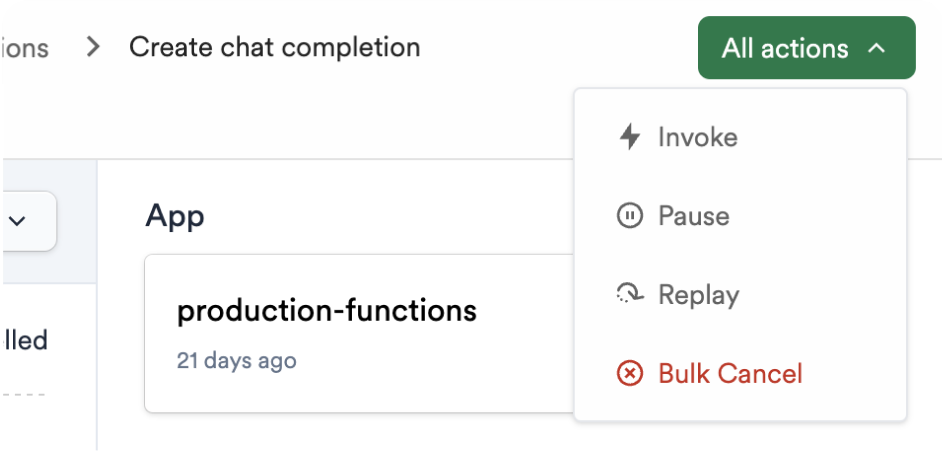 ions > Create chat completion
All actions
Invoke
Pause
Replay
Bulk Cancel
App
production-functions
21 days ago
lled